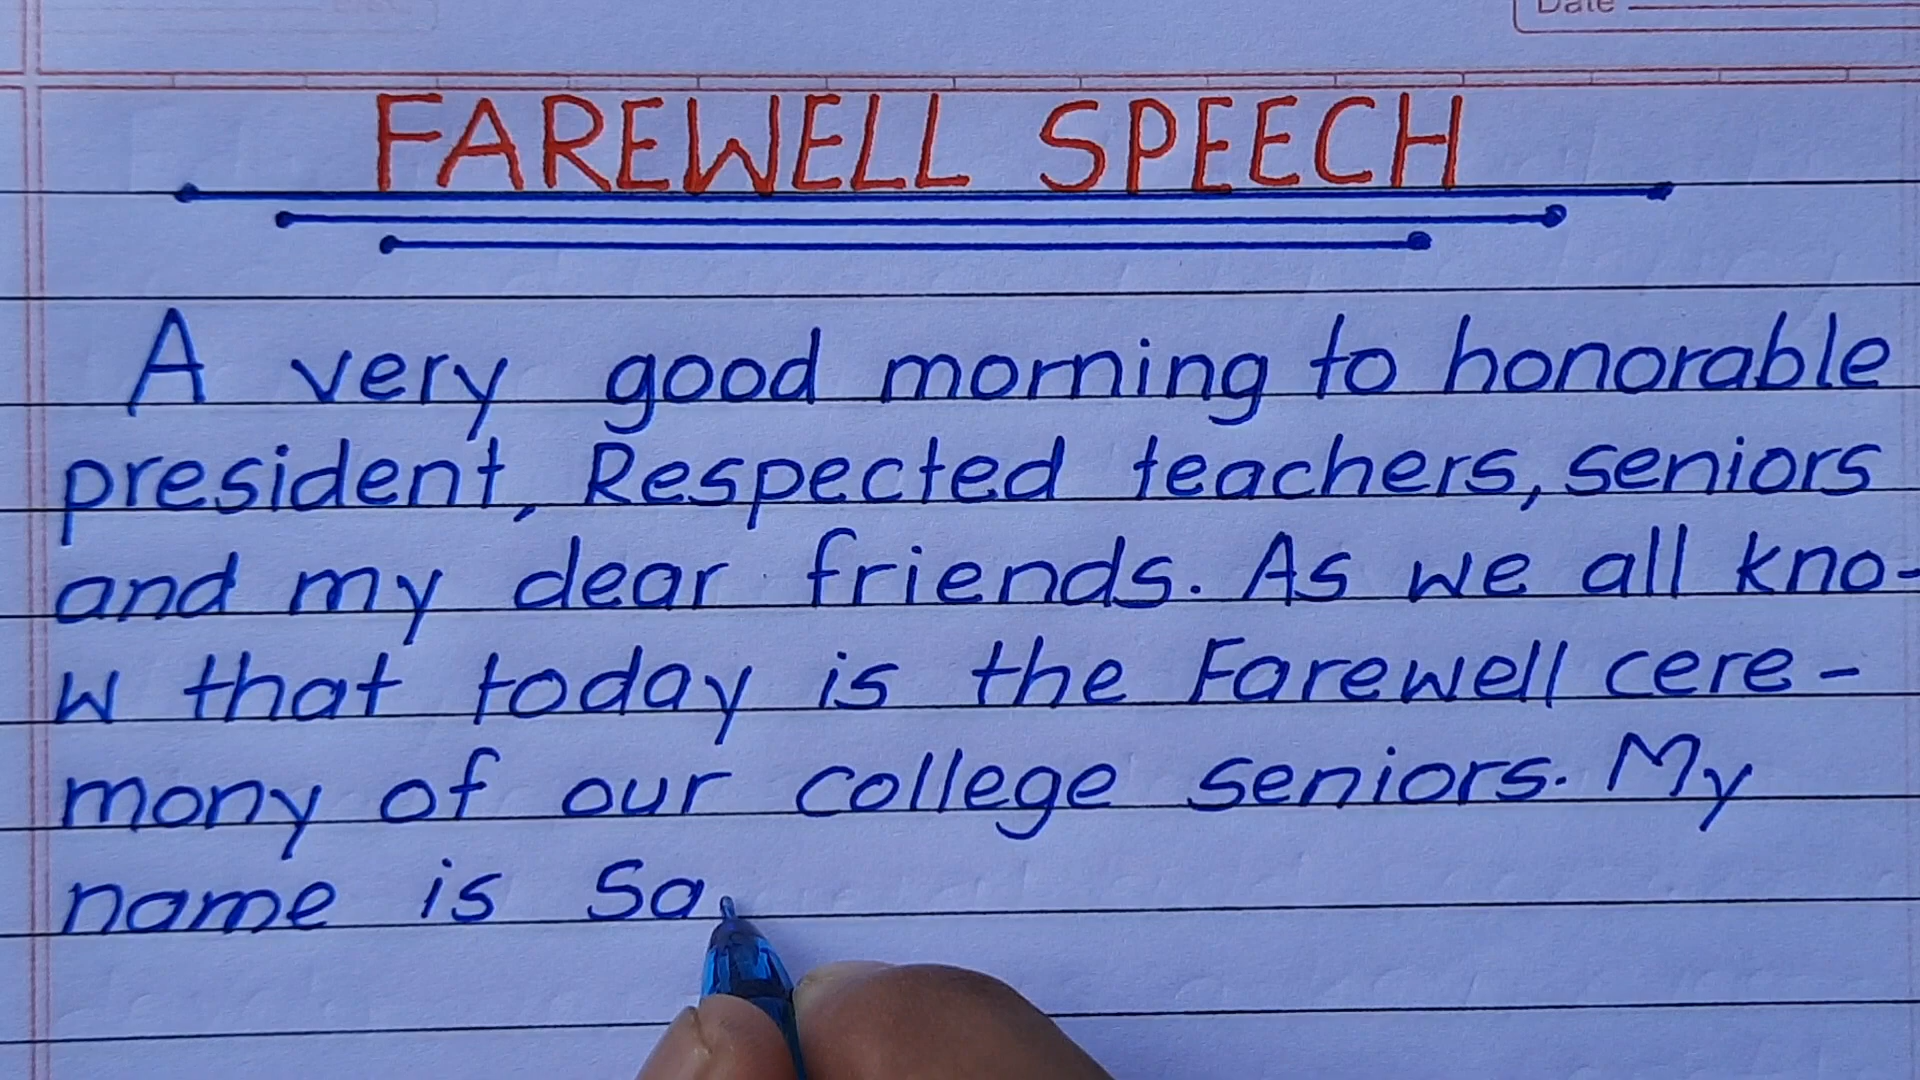 Date
FAREWELL SPEECH
A very good morning to honorable
president, Respected teachers, seniors
and my dear friends. As we all kno-
w that today is the Farewell cere-
mony of our college seniors. My
name is Sa